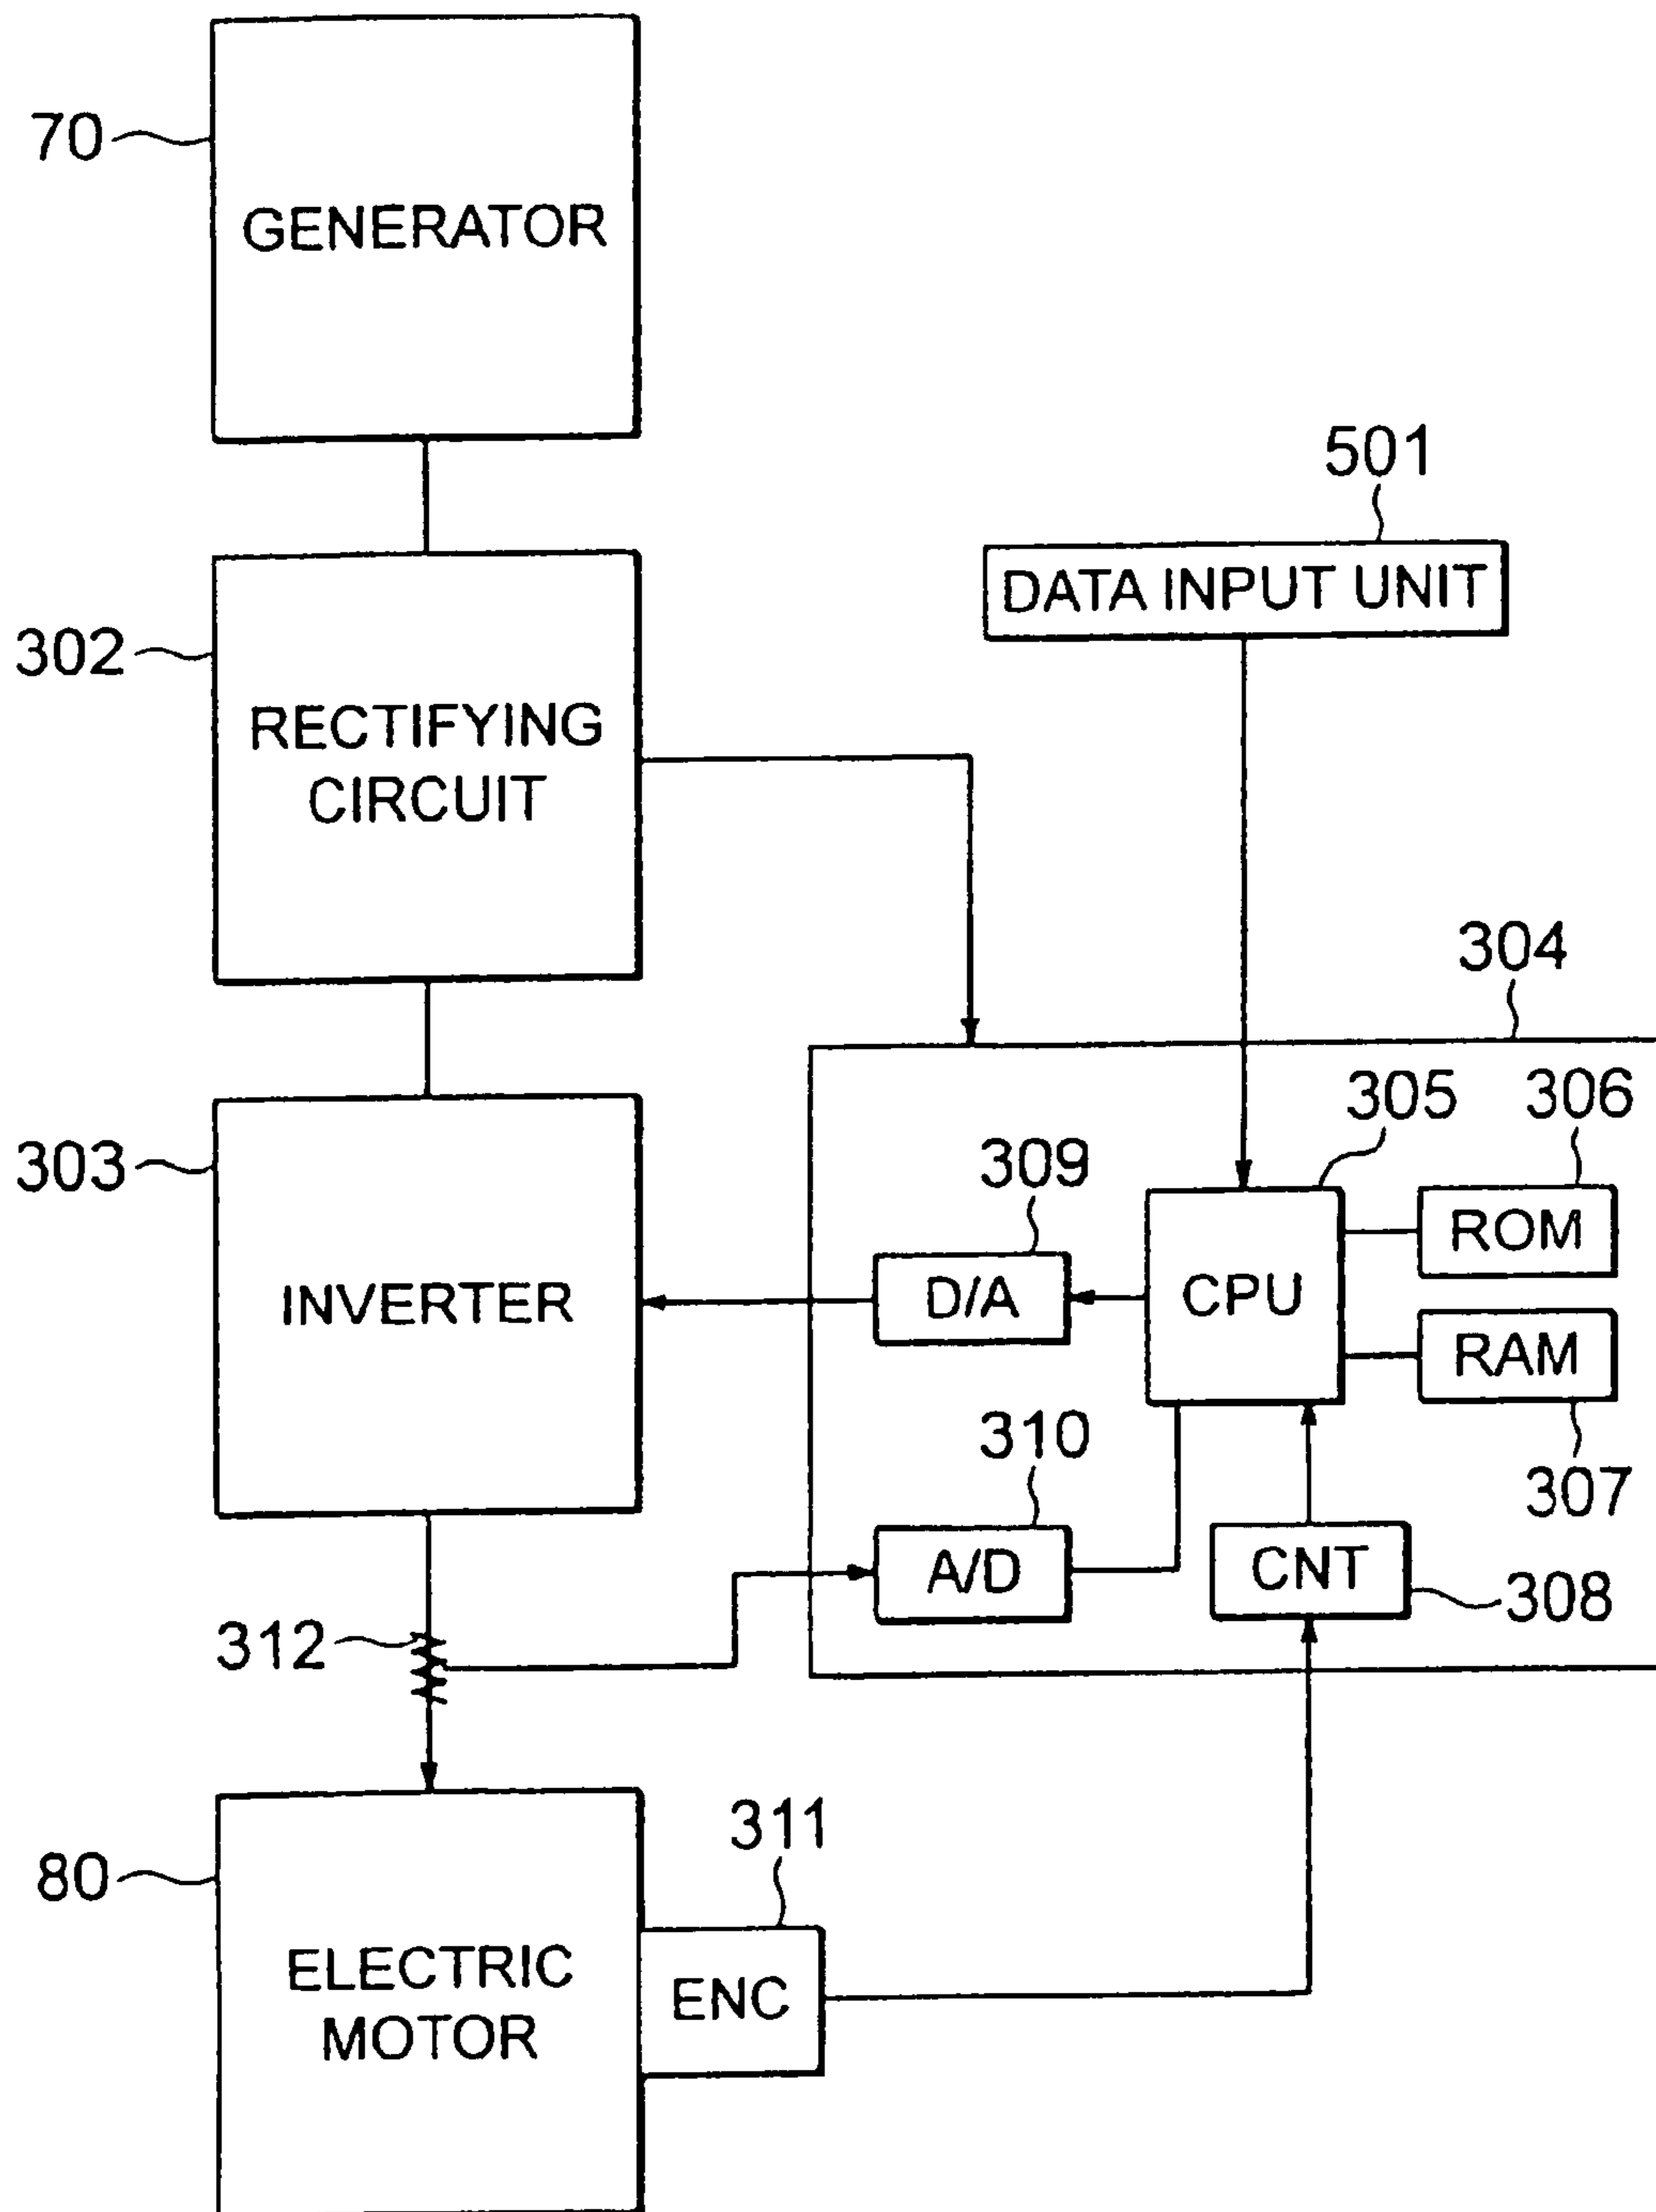 70
GENERATOR
501
DATA INPUT UNIT
302
RECTIFYING
CIRCUIT
304
305
306
303
309
ROM
INVERTER
D/A
CPU
RAM
310
307
A/D
CNT
308
312
311
80
ELECTRIC
MOTOR
ENC